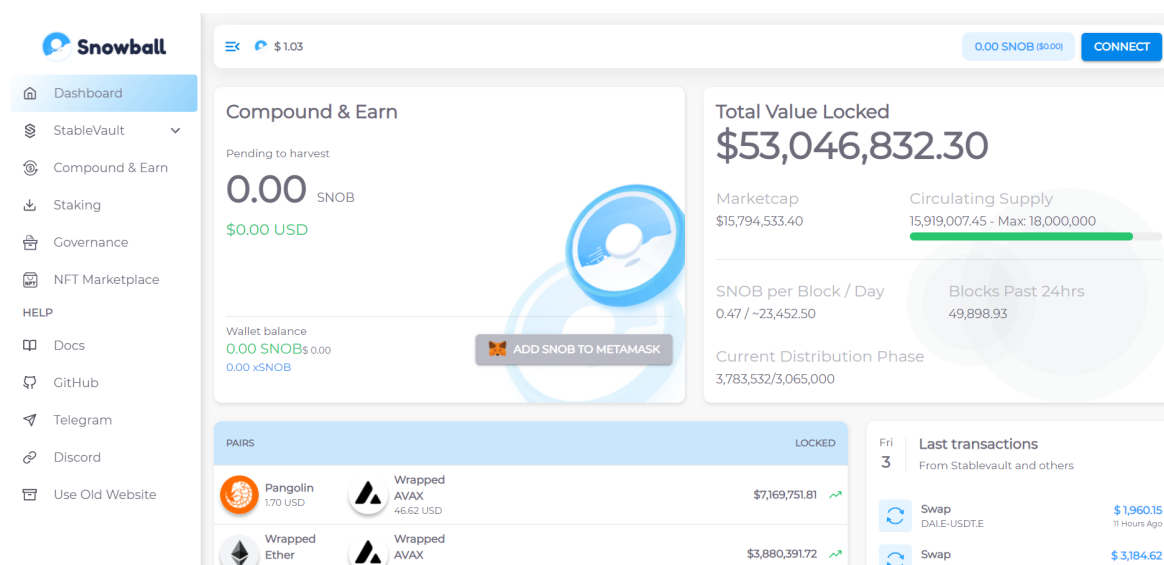 Snowball
$ 1.03
0.00 SNOB ($0.00)
CONNECT
Dashboard
StableVault
Compound & Earn
Staking
Governance
NFT Marketplace
HELP
Docs
GitHub
Telegram
Discord
Use Old Website
Compound & Earn
Pending to harvest
0.00 SNOB
$0.00 USD
Wallet balance
0.00 SNOB$ 0.00
0.00 xSNOB
ADD SNOB TO METAMASK
Total Value Locked
$53,046,832.30
Marketcap
$15,794,533.40
Circulating Supply
15,919,007.45 - Max: 18,000,000
SNOB per Block / Day
0.47 / ~23,452.50
Blocks Past 24hrs
49,898.93
Current Distribution Phase
3,783,532/3,065,000
PAIRS
LOCKED
Pangolin
1.70 USD
Wrapped
AVAX
46.62 USD
$7,169,751.81
Wrapped
Ether
Wrapped
AVAX
$3,880,391.72
Fri
3
Last transactions
From Stablevault and others
Swap
DAI.E-USDT.E
$ 1,960.15
11 Hours Ago
Swap
$ 3,184.62